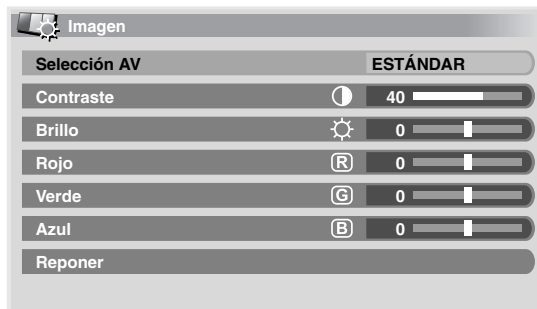 Imagen
Selección AV ESTÁNDAR
Contraste 40
Brillo 0
Rojo R 0
Verde G 0
Azul B 0
Reponer